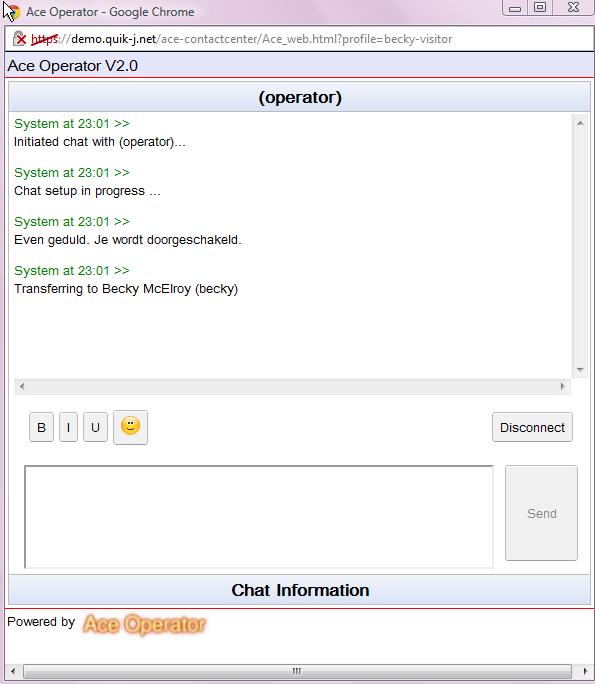 Ace Operator - Google Chrome
https://demo.quik-j.net/ace-contactcenter/Ace_web.html?profile=becky-visitor
Ace Operator V2.0
(operator)
System at 23:01 >>
Initiated chat with (operator)...
System at 23:01 >>
Chat setup in progress ...
System at 23:01 >>
Even geduld. Je wordt doorgeschakeld.
System at 23:01 >>
Transferring to Becky McElroy (becky)
B I U Disconnect
Send
Chat Information
Powered by Ace Operator